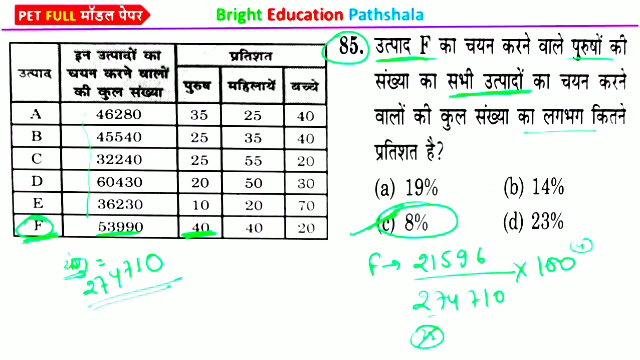 PET FULL मॉडल पेपर
Bright Education Pathshala
उत्पाद | इन उत्पादों का चयन करने वालों की कुल संख्या | प्रतिशत
पुरुष | महिलायें | बच्चे
A | 46280 | 35 | 25 | 40
B | 45540 | 25 | 35 | 40
C | 32240 | 25 | 55 | 20
D | 60430 | 20 | 50 | 30
E | 36230 | 10 | 20 | 70
F | 53990 | 40 | 40 | 20
= 274710
85. उत्पाद F का चयन करने वाले पुरुषों की
संख्या का सभी उत्पादों का चयन करने
वालों की कुल संख्या का लगभग कितने
प्रतिशत है?
(a) 19% (b) 14%
(c) 8% (d) 23%
F → 21596 × 100
274710